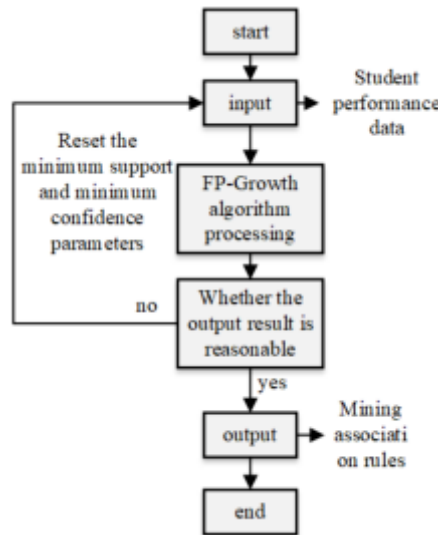 start
input
Student
performance
data
Reset the
minimum support
and minimum
confidence
parameters
FP-Growth
algorithm
processing
Whether the
output result is
reasonable
no
yes
output
Mining
associati
on rules
end